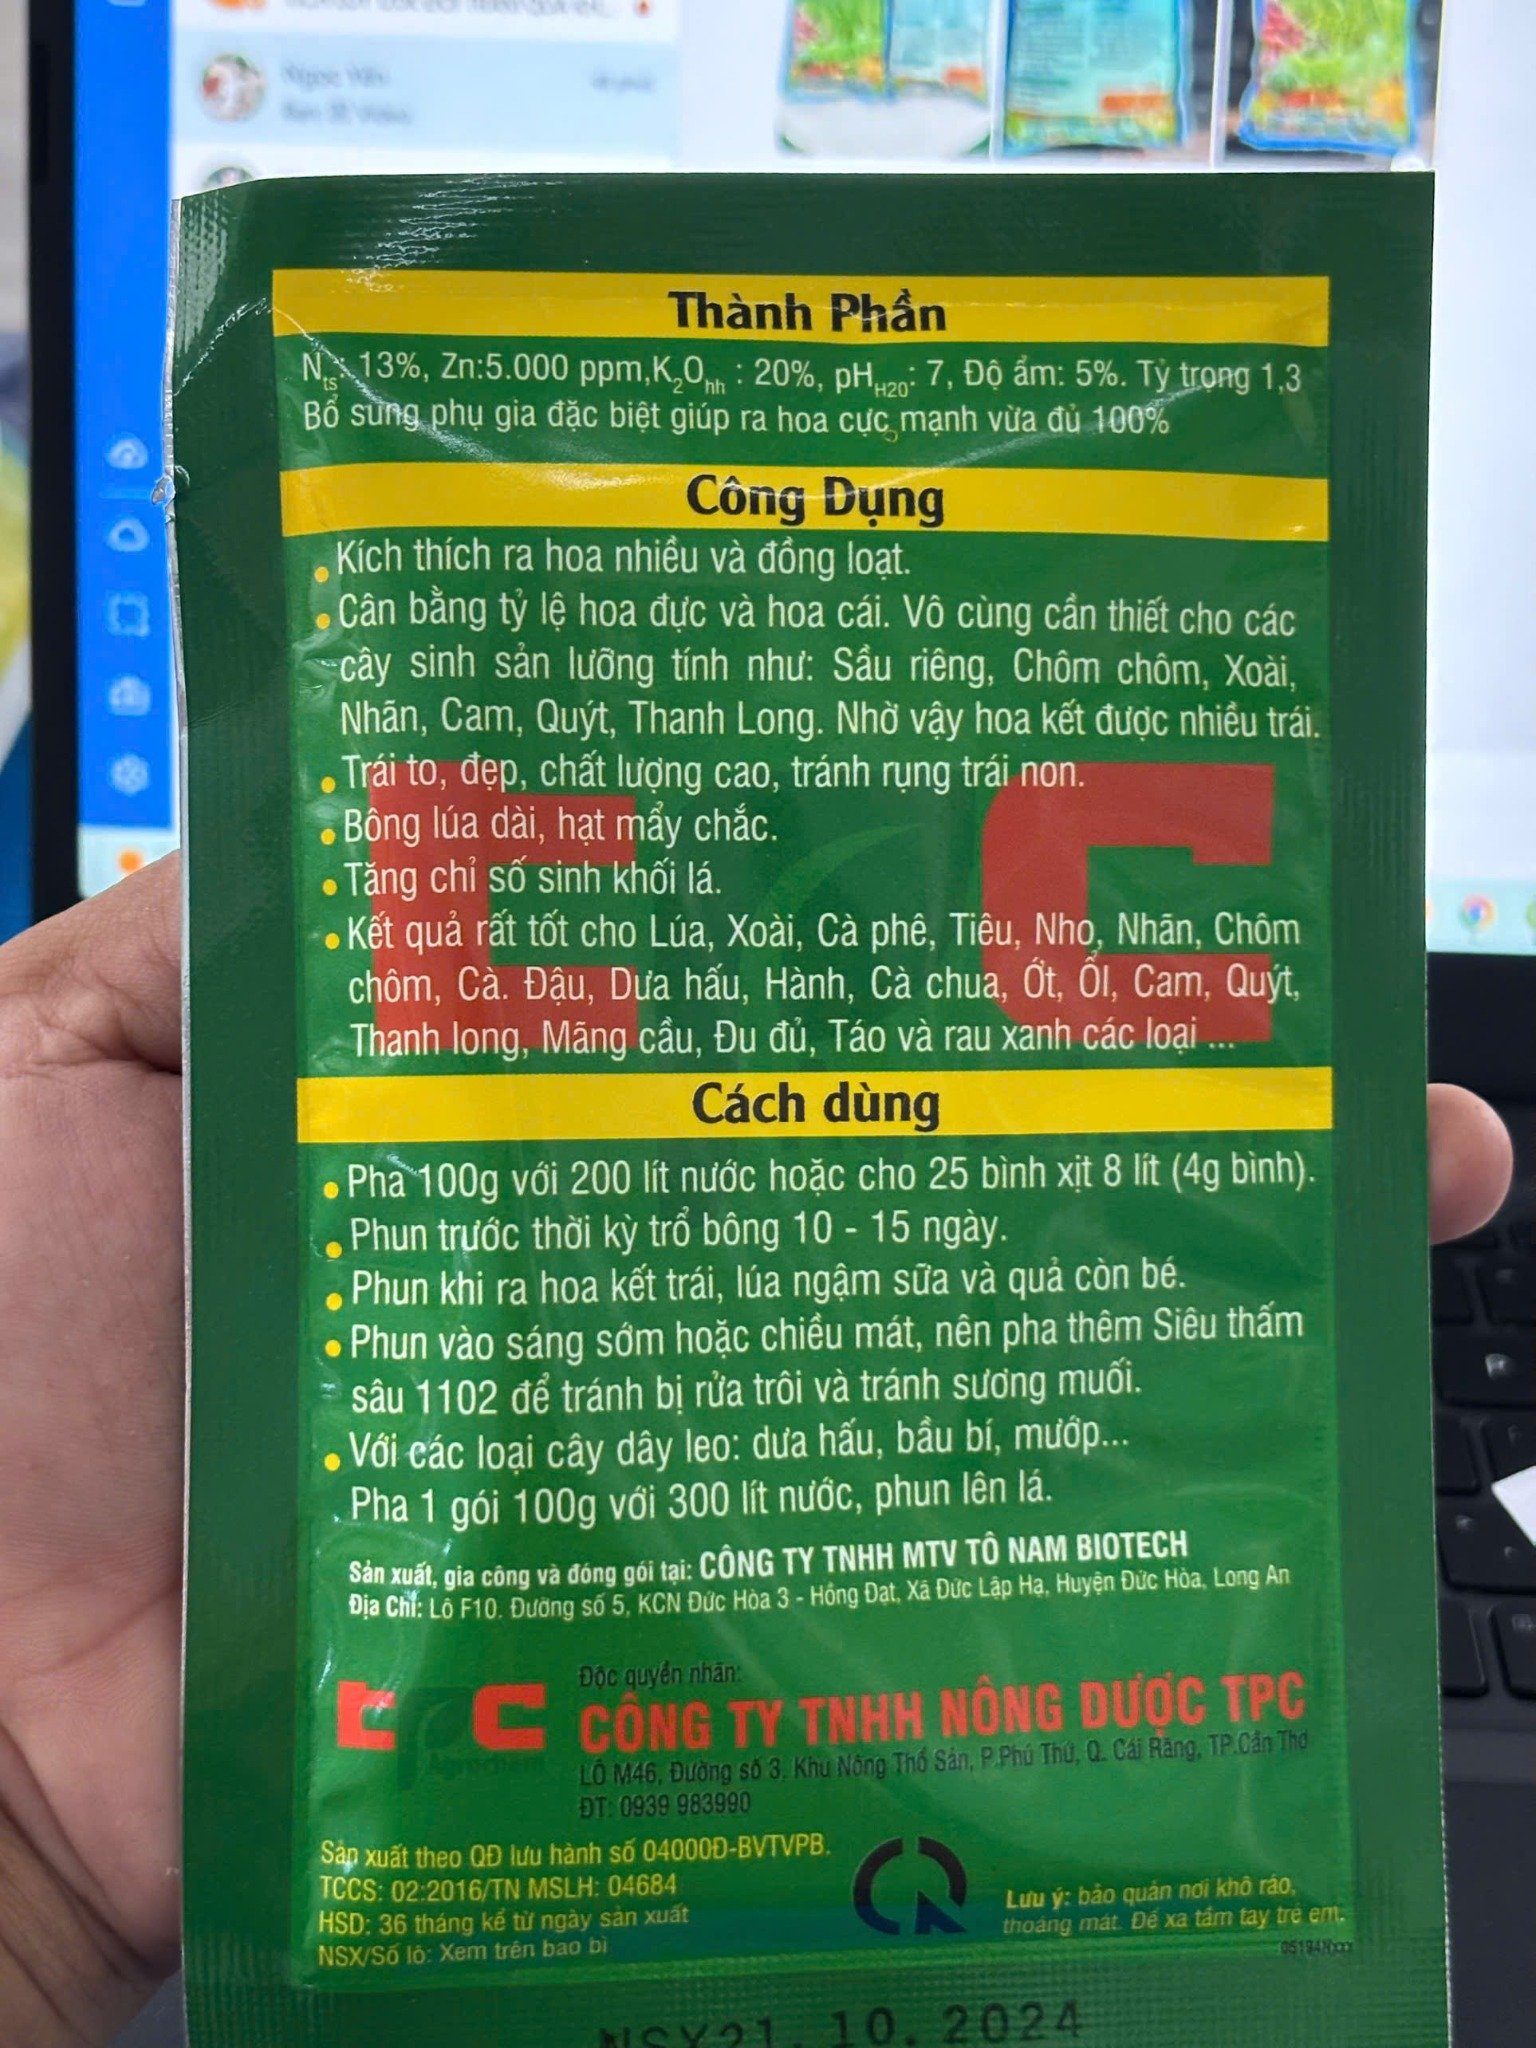 Thành Phần
Nts: 13%, Zn:5.000 ppm,K2Ohh : 20%, pHH20: 7, Độ ẩm: 5%. Tỷ trọng 1,3
Bổ sung phụ gia đặc biệt giúp ra hoa cực mạnh vừa đủ 100%
Công Dụng
• Kích thích ra hoa nhiều và đồng loạt.
• Cân bằng tỷ lệ hoa đực và hoa cái. Vô cùng cần thiết cho các
cây sinh sản lưỡng tính như: Sầu riêng, Chôm chôm, Xoài,
Nhãn, Cam, Quýt, Thanh Long. Nhờ vậy hoa kết được nhiều trái.
• Trái to, đẹp, chất lượng cao, tránh rụng trái non.
• Bông lúa dài, hạt mẩy chắc.
• Tăng chỉ số sinh khối lá.
• Kết quả rất tốt cho Lúa, Xoài, Cà phê, Tiêu, Nho, Nhãn, Chôm
chôm, Cà. Đậu, Dưa hấu, Hành, Cà chua, Ớt, Ổi, Cam, Quýt,
Thanh long, Mãng cầu, Đu đủ, Táo và rau xanh các loại ...
Cách dùng
• Pha 100g với 200 lít nước hoặc cho 25 bình xịt 8 lít (4g bình).
• Phun trước thời kỳ trổ bông 10 - 15 ngày.
• Phun khi ra hoa kết trái, lúa ngậm sữa và quả còn bé.
• Phun vào sáng sớm hoặc chiều mát, nên pha thêm Siêu thấm
sâu 1102 để tránh bị rửa trôi và tránh sương muối.
• Với các loại cây dây leo: dưa hấu, bầu bí, mướp...
Pha 1 gói 100g với 300 lít nước, phun lên lá.
Sản xuất, gia công và đóng gói tại: CÔNG TY TNHH MTV TÔ NAM BIOTECH
Địa Chỉ: Lô F10. Đường số 5, KCN Đức Hòa 3 - Hồng Đạt, Xã Đức Lập Hạ, Huyện Đức Hòa, Long An
tPC
Độc quyền nhãn:
CÔNG TY TNHH NÔNG DƯỢC TPC
LÔ M46, Đường số 3, Khu Nông Thổ Sản, P.Phú Thứ, Q. Cái Răng, TP.Cần Thơ
ĐT: 0939 983990
Sản xuất theo QĐ lưu hành số 04000Đ-BVTVPB.
TCCS: 02:2016/TN MSLH: 04684
HSD: 36 tháng kể từ ngày sản xuất
NSX/Số lô: Xem trên bao bì
Lưu ý: bảo quản nơi khô ráo,
thoáng mát. Để xa tầm tay trẻ em.
NSX21.10.2024